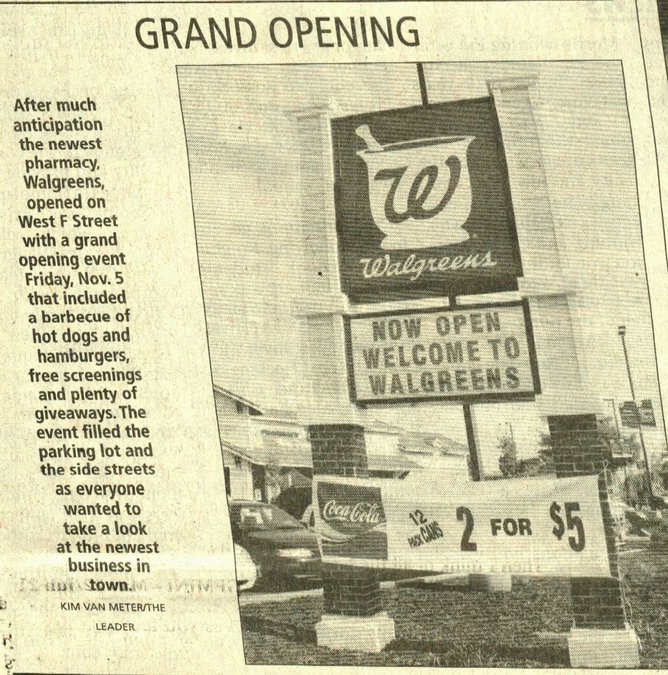 GRAND OPENING
After much
anticipation
the newest
pharmacy,
Walgreens,
opened on
West F Street
with a grand
opening event
Friday, Nov. 5
that included
a barbecue of
hot dogs and
hamburgers,
free screenings
and plenty of
giveaways. The
event filled the
parking lot and
the side streets
as everyone
wanted to
take a look
at the newest
business in
town.
KIM VAN METER/THE
LEADER
W
Walgreens
NOW OPEN
WELCOME TO
WALGREENS
Coca-Cola
12
PACK CANS
2 FOR $5